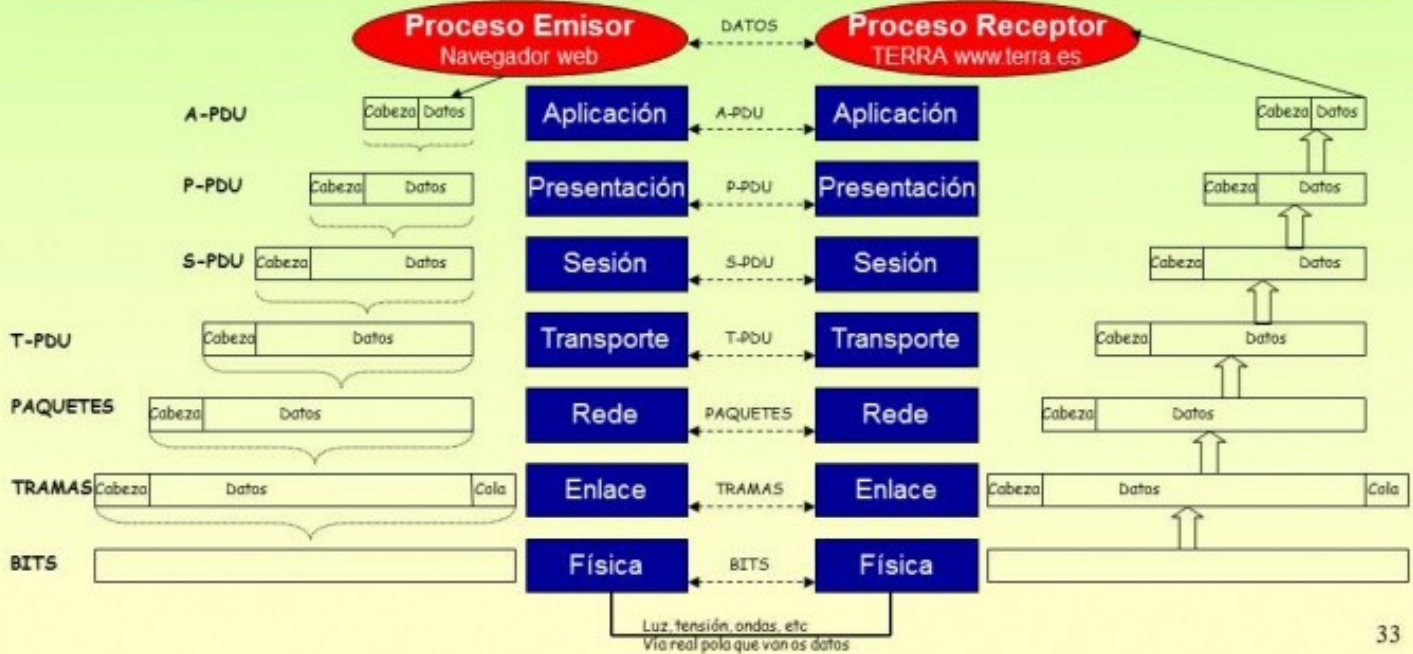 Proceso Emisor
Navegador web
DATOS
Proceso Receptor
TERRA www.terra.es
A-PDU
Cabeza Datos
Aplicación
A-PDU
Aplicación
Cabeza Datos
P-PDU
Cabeza Datos
Presentación
P-PDU
Presentación
Cabeza Datos
S-PDU
Cabeza Datos
Sesión
S-PDU
Sesión
Cabeza Datos
T-PDU
Cabeza Datos
Transporte
T-PDU
Transporte
Cabeza Datos
PAQUETES
Cabeza Datos
Rede
PAQUETES
Rede
Cabeza Datos
TRAMAS
Cabeza Datos Cola
Enlace
TRAMAS
Enlace
Cabeza Datos Cola
BITS
Física
BITS
Física
Luz, tensión, ondas, etc
Vía real pola que van os datos
33